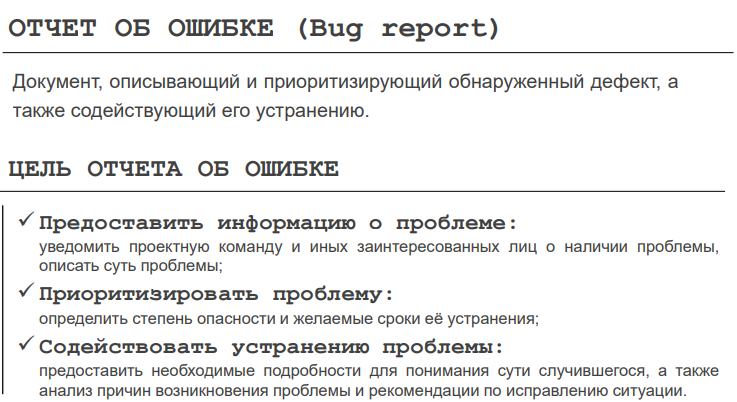 ОТЧЕТ ОБ ОШИБКЕ (Bug report)
Документ, описывающий и приоритизирующий обнаруженный дефект, а
также содействующий его устранению.
ЦЕЛЬ ОТЧЕТА ОБ ОШИБКЕ
✓ Предоставить информацию о проблеме:
уведомить проектную команду и иных заинтересованных лиц о наличии проблемы,
описать суть проблемы;
✓ Приоритизировать проблему:
определить степень опасности и желаемые сроки её устранения;
✓ Содействовать устранению проблемы:
предоставить необходимые подробности для понимания сути случившегося, а также
анализ причин возникновения проблемы и рекомендации по исправлению ситуации.